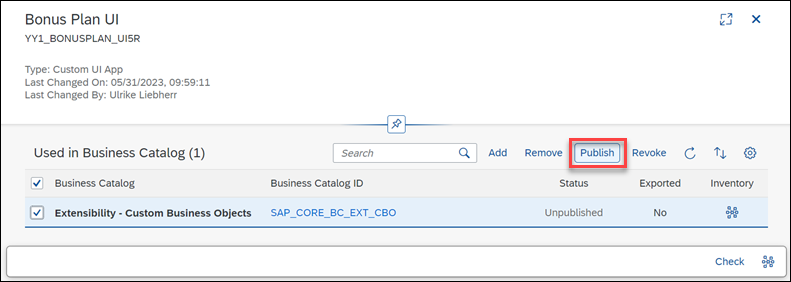 Bonus Plan UI
YY1_BONUSPLAN_UI5R
Type: Custom UI App
Last Changed On: 05/31/2023, 09:59:11
Last Changed By: Ulrike Liebherr
Used in Business Catalog (1) Search Add Remove Publish Revoke
Business Catalog Business Catalog ID Status Exported Inventory
Extensibility - Custom Business Objects SAP_CORE_BC_EXT_CBO Unpublished No
Check